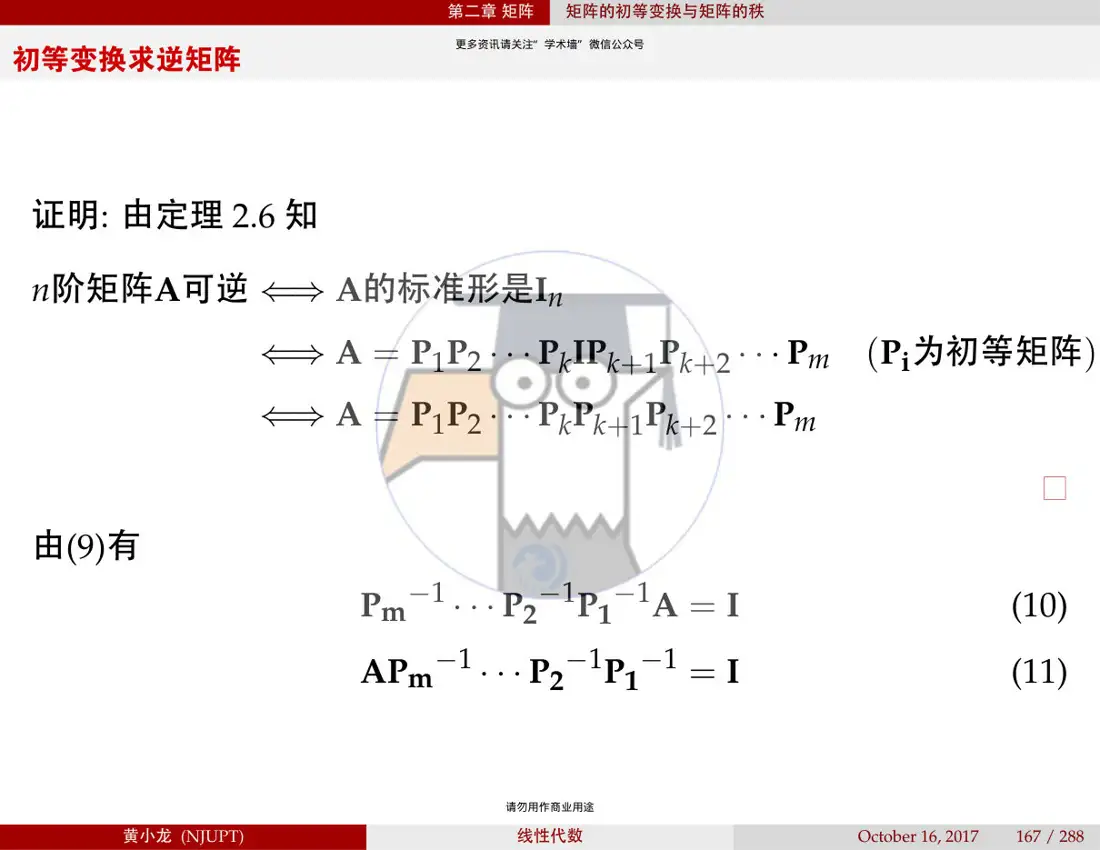 第二章 矩阵 矩阵的初等变换与矩阵的秩
更多资讯请关注“学术墙”微信公众号
初等变换求逆矩阵
证明: 由定理 2.6 知
n阶矩阵A可逆 ⟺ A的标准形是Iₙ
⟺ A = P₁P₂ ⋯ PₖIPₖ₊₁Pₖ₊₂ ⋯ Pₘ (Pᵢ为初等矩阵)
⟺ A = P₁P₂ ⋯ PₖPₖ₊₁Pₖ₊₂ ⋯ Pₘ
由(9)有
Pₘ⁻¹ ⋯ P₂⁻¹P₁⁻¹A = I (10)
APₘ⁻¹ ⋯ P₂⁻¹P₁⁻¹ = I (11)
请勿用作商业用途
黄小龙 (NJUPT) 线性代数 October 16, 2017 167 / 288